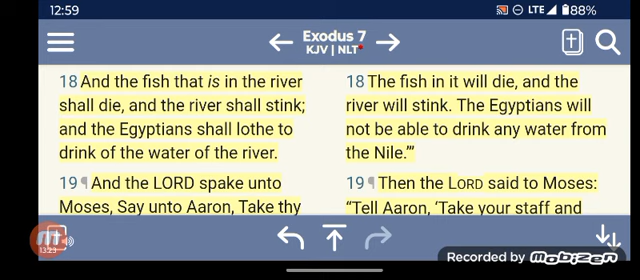 12:59
LTE 88%
Exodus 7
KJV | NLT
18 And the fish that is in the river
shall die, and the river shall stink;
and the Egyptians shall lothe to
drink of the water of the river.
19 ¶ And the LORD spake unto
Moses, Say unto Aaron, Take thy
18 The fish in it will die, and the
river will stink. The Egyptians will
not be able to drink any water from
the Nile.’”
19 ¶ Then the LORD said to Moses:
“Tell Aaron, ‘Take your staff and
M
13:23
Recorded by mobizen